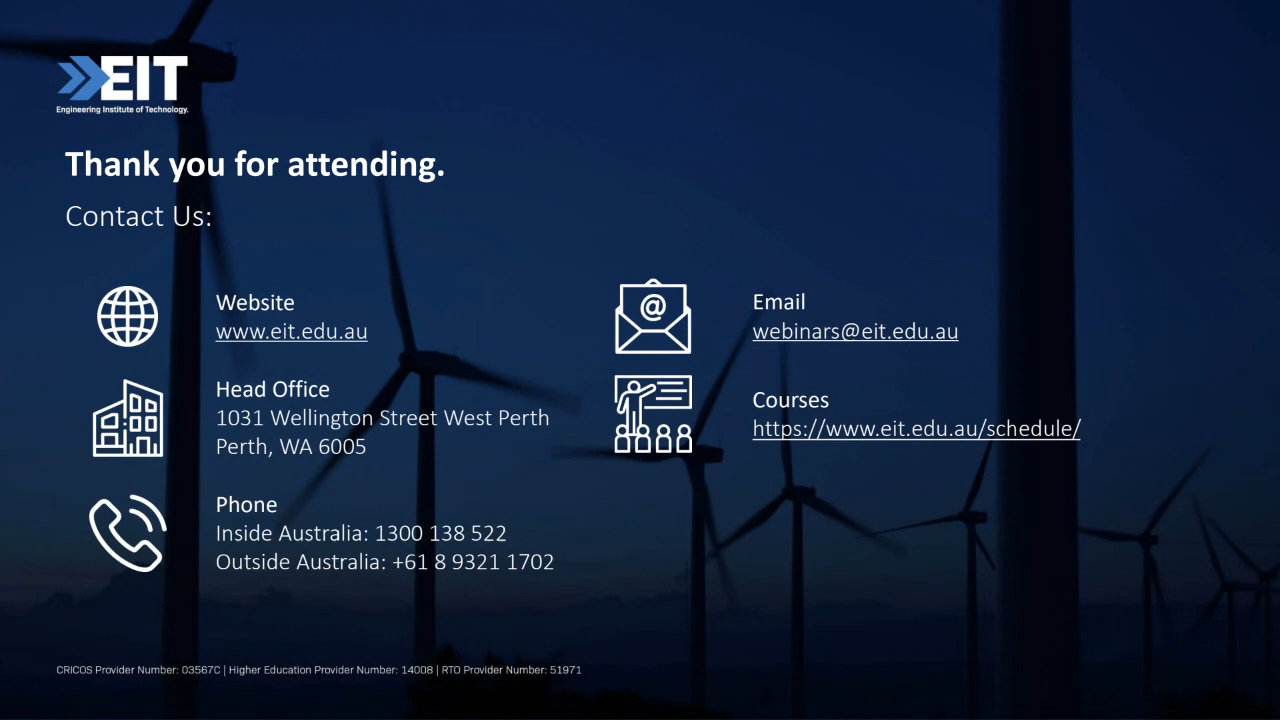 EIT
Engineering Institute of Technology.
Thank you for attending.
Contact Us:
Website
www.eit.edu.au
Head Office
1031 Wellington Street West Perth
Perth, WA 6005
Phone
Inside Australia: 1300 138 522
Outside Australia: +61 8 9321 1702
@
Email
webinars@eit.edu.au
Courses
https://www.eit.edu.au/schedule/
CRICOS Provider Number: 03567C | Higher Education Provider Number: 14008 | RTO Provider Number: 51971